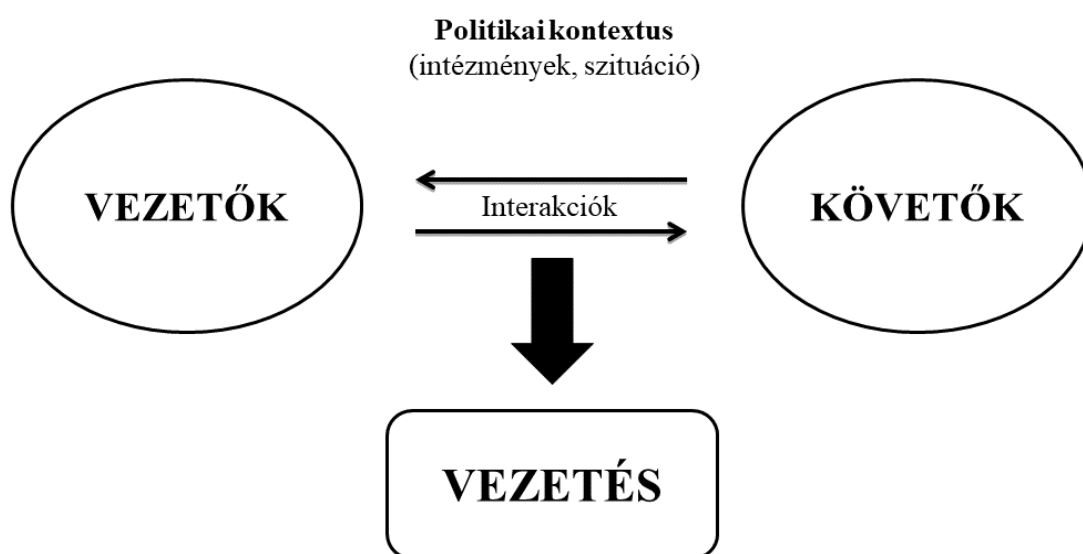 Politikai kontextus
(intézmények, szituáció)
VEZETŐK
Interakciók
KÖVETŐK
VEZETÉS